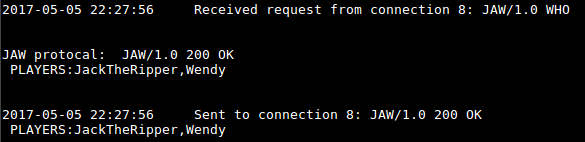 2017-05-05 22:27:56     Received request from connection 8: JAW/1.0 WHO
JAW protocal:  JAW/1.0 200 OK
 PLAYERS:JackTheRipper,Wendy
2017-05-05 22:27:56     Sent to connection 8: JAW/1.0 200 OK
 PLAYERS:JackTheRipper,Wendy